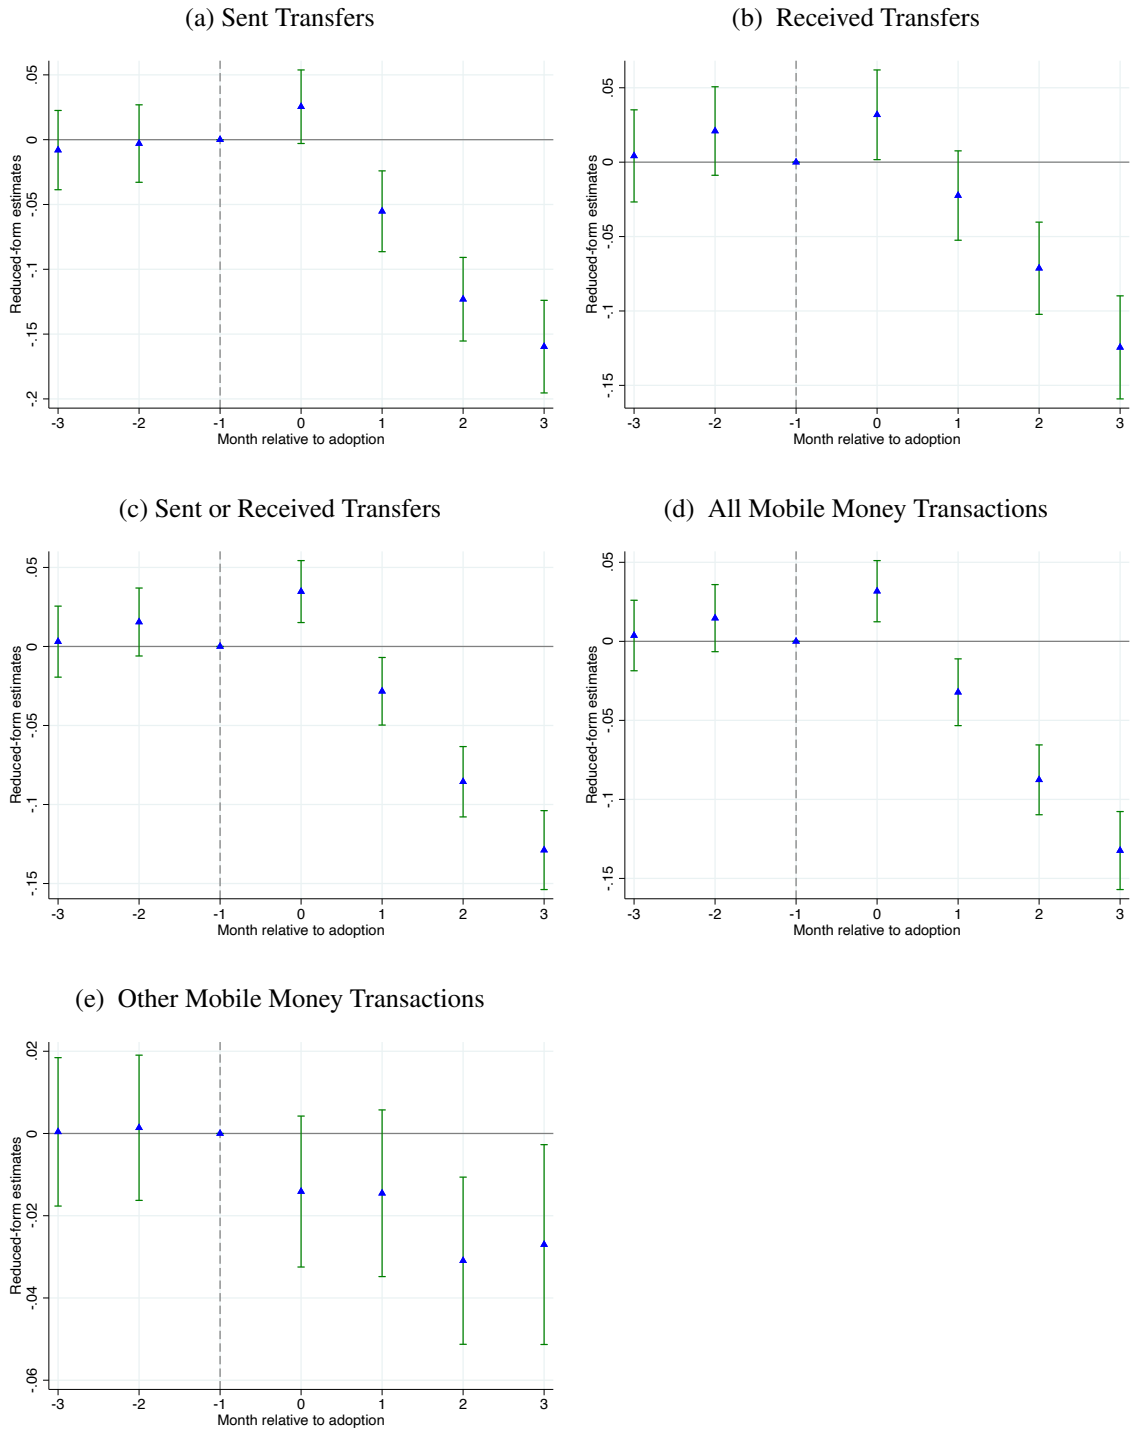 (a) Sent Transfers
Reduced-form estimates
.05
0
-.05
-.1
-.15
-.2
-3 -2 -1 0 1 2 3
Month relative to adoption
(b) Received Transfers
Reduced-form estimates
.05
0
-.05
-.1
-.15
-3 -2 -1 0 1 2 3
Month relative to adoption
(c) Sent or Received Transfers
Reduced-form estimates
.05
0
-.05
-.1
-.15
-3 -2 -1 0 1 2 3
Month relative to adoption
(d) All Mobile Money Transactions
Reduced-form estimates
.05
0
-.05
-.1
-.15
-3 -2 -1 0 1 2 3
Month relative to adoption
(e) Other Mobile Money Transactions
Reduced-form estimates
.02
0
-.02
-.04
-.06
-3 -2 -1 0 1 2 3
Month relative to adoption